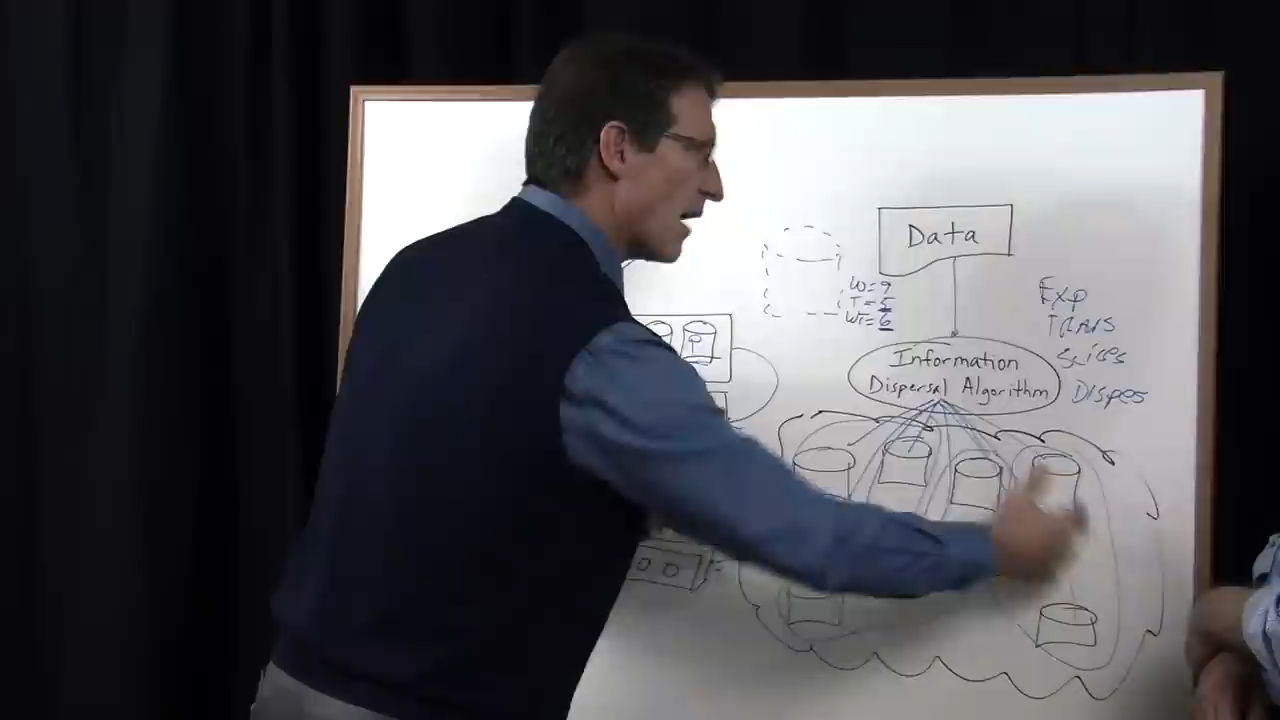 Data
W=9
T=5
WT=6
Exp
TRANS
SLICES
Information
Dispersal Algorithm
DISPES
P